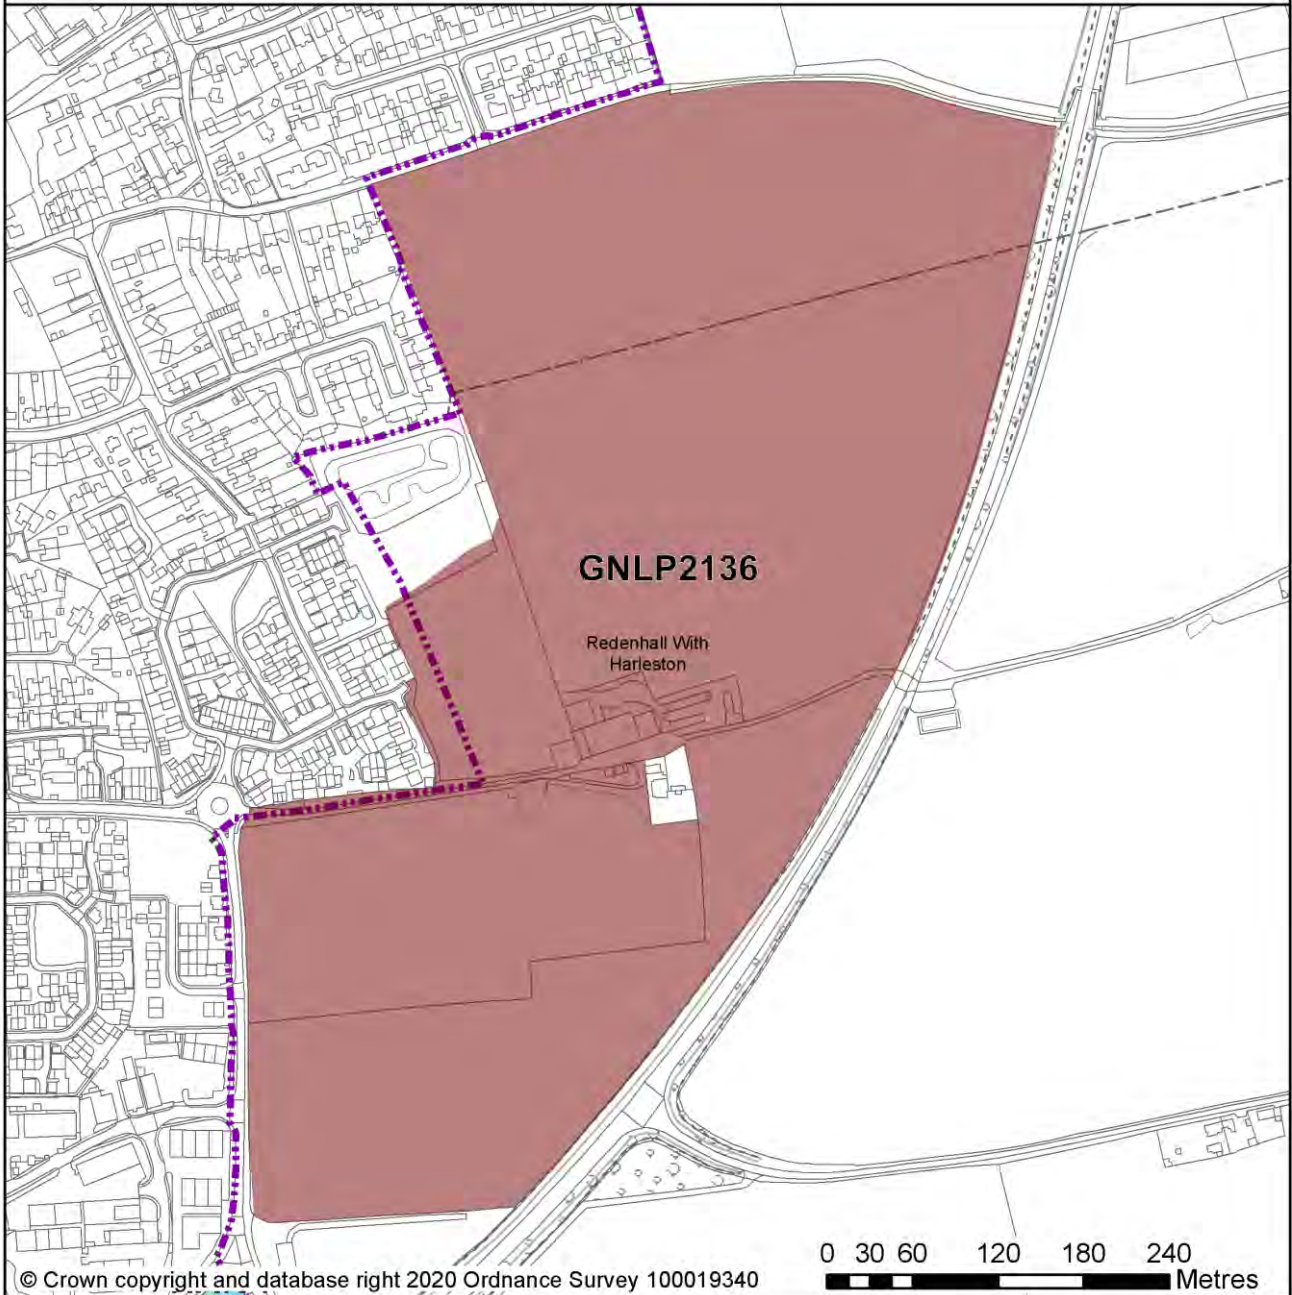 GNLP2136
Redenhall With
Harleston
0 30 60 120 180 240
Metres
© Crown copyright and database right 2020 Ordnance Survey 100019340